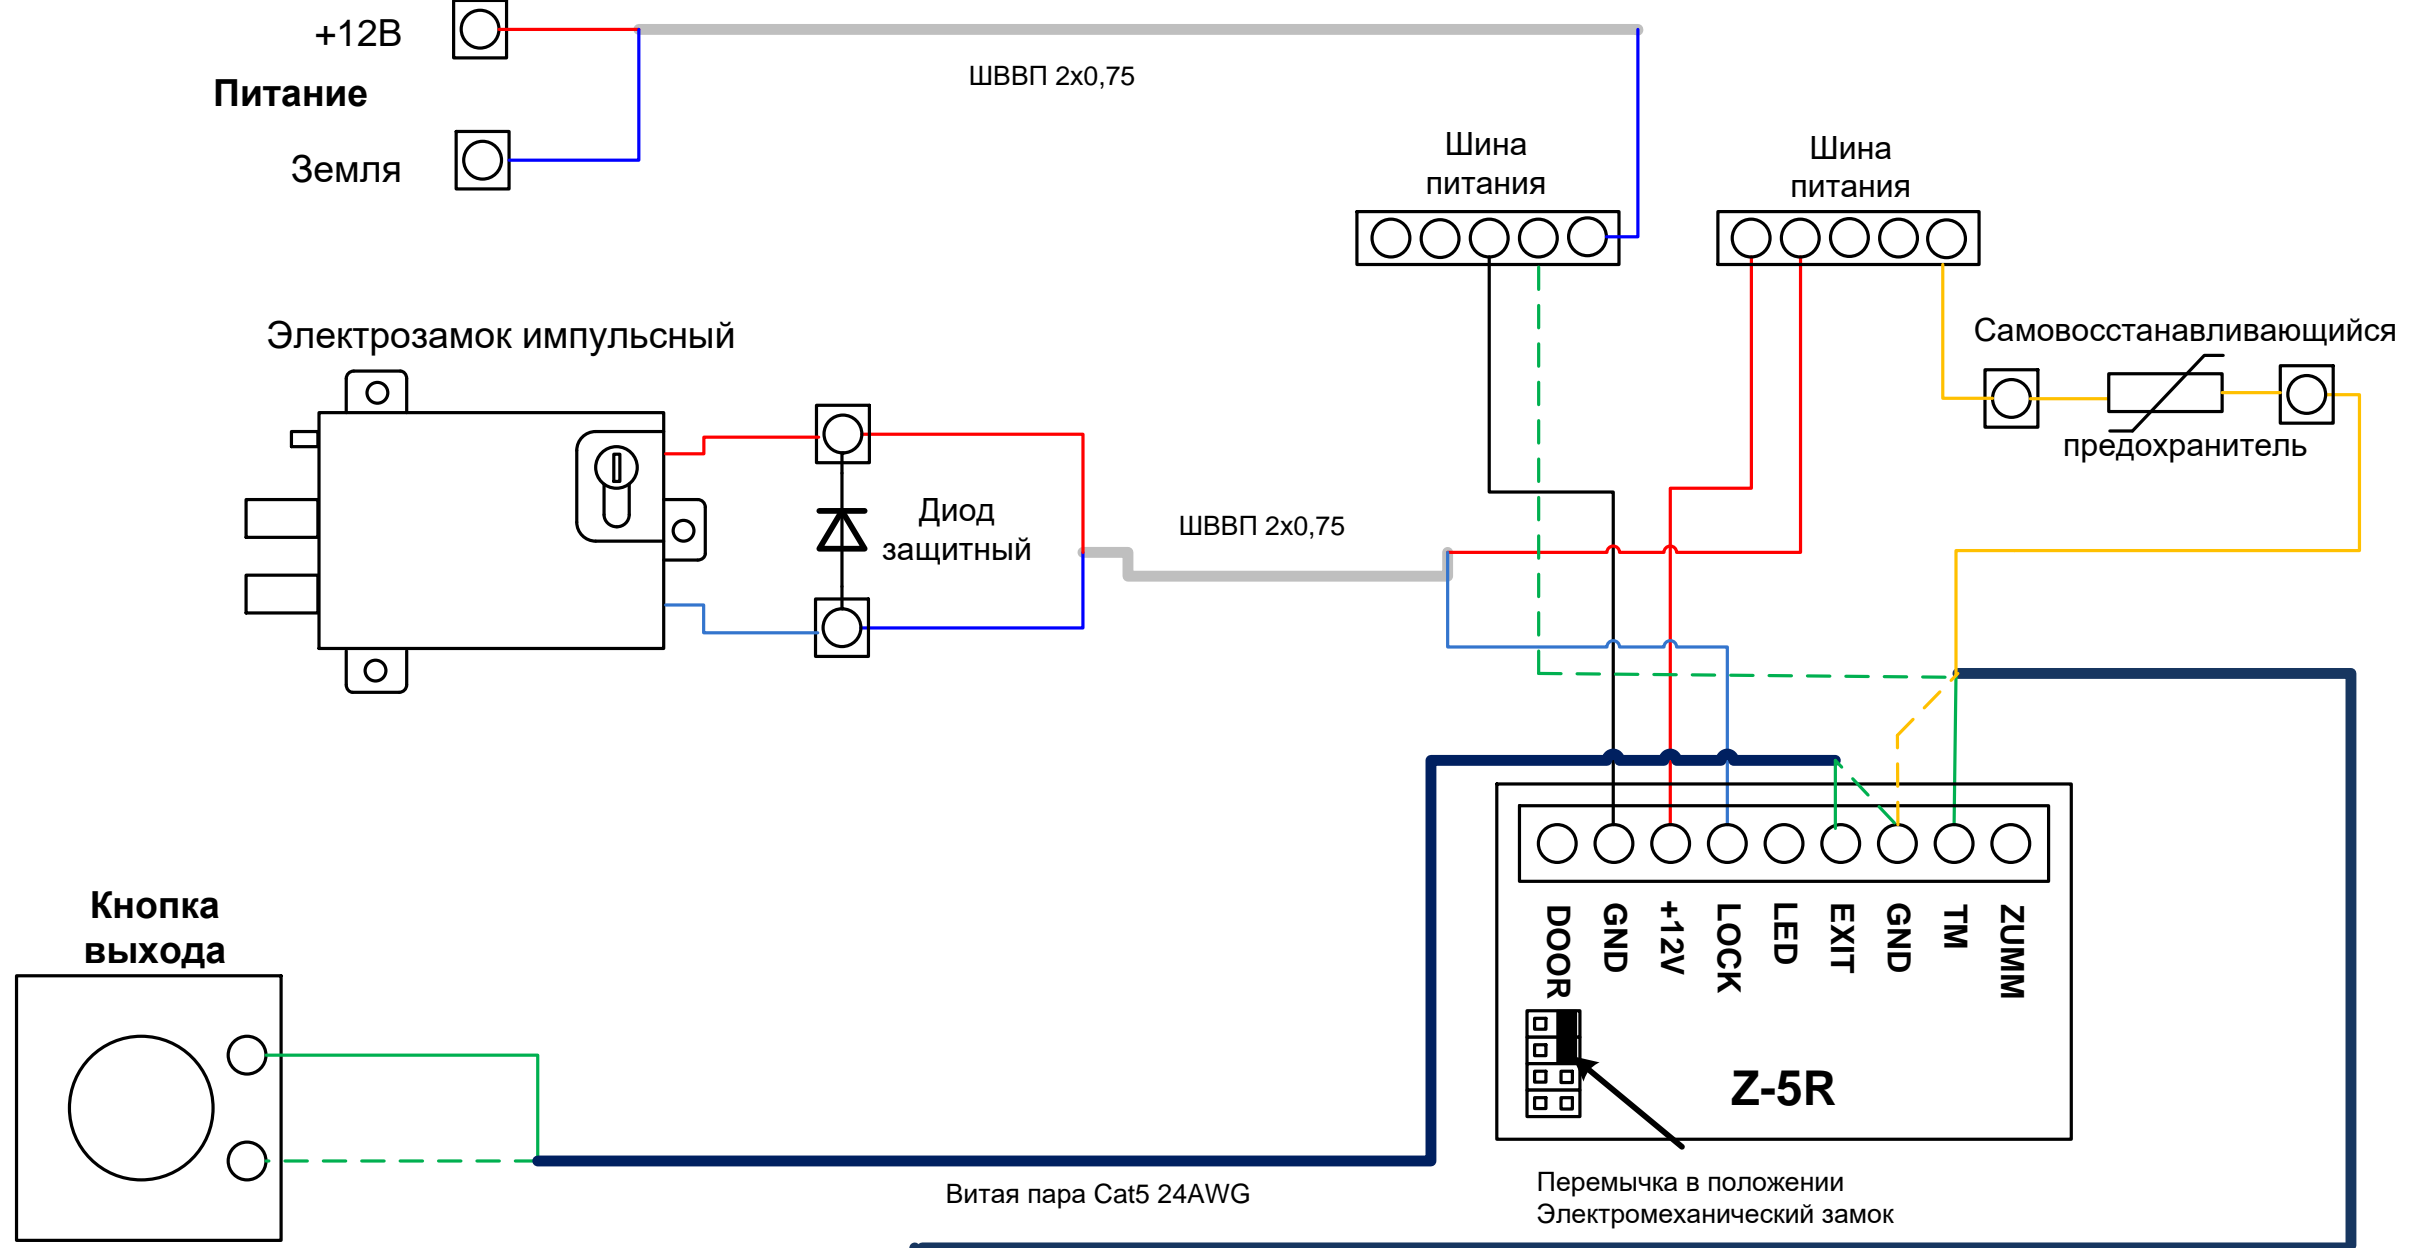 +12В
Питание
Земля
ШВВП 2х0,75
Шина
питания
Шина
питания
Электрозамок импульсный
Самовосстанавливающийся
предохранитель
Диод
защитный
ШВВП 2х0,75
Кнопка
выхода
DOOR
GND
+12V
LOCK
LED
EXIT
GND
TM
ZUMM
Z-5R
Витая пара Cat5 24AWG
Перемычка в положении
Электромеханический замок